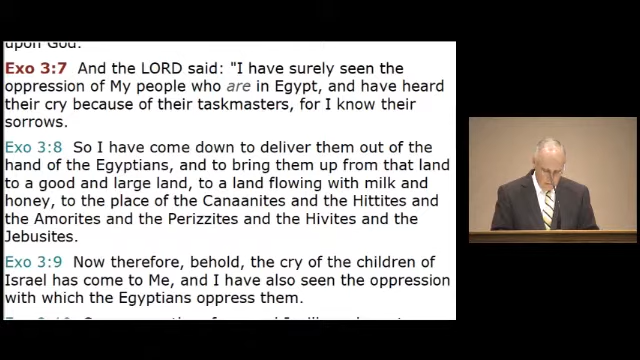 upon God.
Exo 3:7 And the LORD said: "I have surely seen the
oppression of My people who are in Egypt, and have heard
their cry because of their taskmasters, for I know their
sorrows.
Exo 3:8 So I have come down to deliver them out of the
hand of the Egyptians, and to bring them up from that land
to a good and large land, to a land flowing with milk and
honey, to the place of the Canaanites and the Hittites and
the Amorites and the Perizzites and the Hivites and the
Jebusites.
Exo 3:9 Now therefore, behold, the cry of the children of
Israel has come to Me, and I have also seen the oppression
with which the Egyptians oppress them.